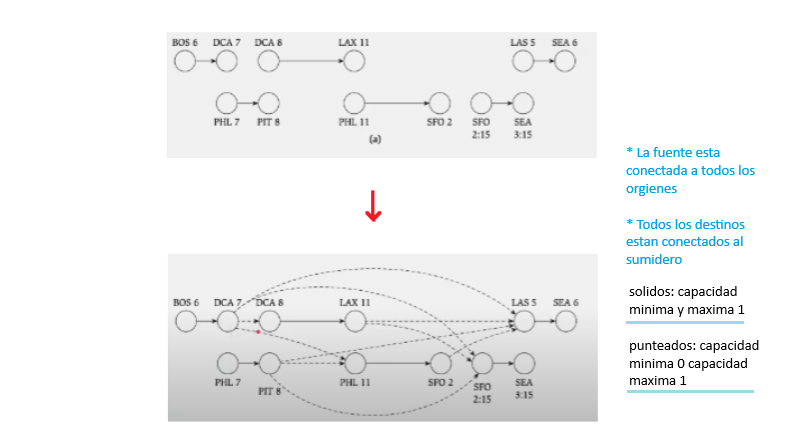 BOS 6 DCA 7 DCA 8 LAX 11 LAS 5 SEA 6
PHL 7 PIT 8 PHL 11 SFO 2 SFO SEA
2:15 3:15
(a)
* La fuente esta
conectada a todos los
orgienes
* Todos los destinos
estan conectados al
sumidero
BOS 6 DCA 7 DCA 8 LAX 11 LAS 5 SEA 6
PHL 7 PIT 8 PHL 11 SFO 2 SFO SEA
2:15 3:15
solidos: capacidad
minima y maxima 1
punteados: capacidad
minima 0 capacidad
maxima 1